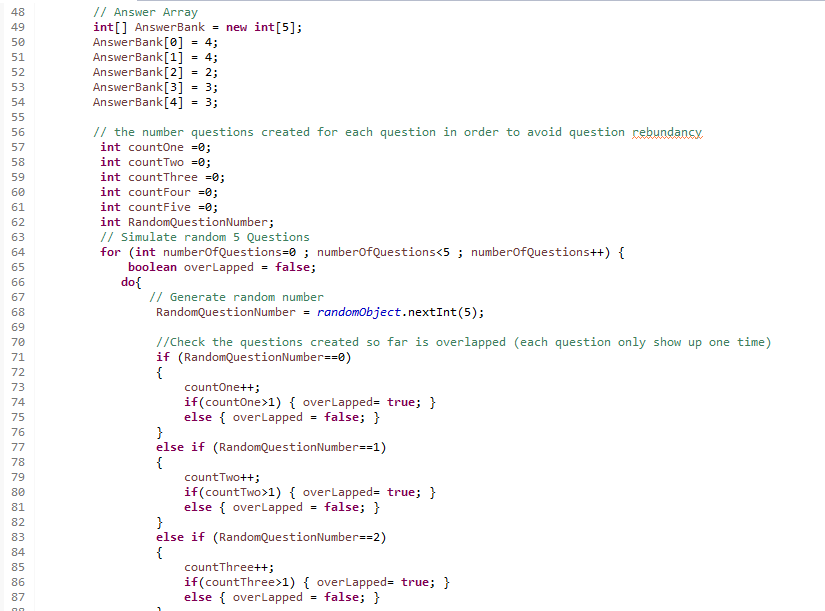 48 // Answer Array
49 int[] AnswerBank = new int[5];
50 AnswerBank[0] = 4;
51 AnswerBank[1] = 4;
52 AnswerBank[2] = 2;
53 AnswerBank[3] = 3;
54 AnswerBank[4] = 3;
55
56 // the number questions created for each question in order to avoid question rebundancy
57 int countOne =0;
58 int countTwo =0;
59 int countThree =0;
60 int countFour =0;
61 int countFive =0;
62 int RandomQuestionNumber;
63 // Simulate random 5 Questions
64 for (int numberOfQuestions=0 ; numberOfQuestions<5 ; numberOfQuestions++) {
65 boolean overLapped = false;
66 do{
67 // Generate random number
68 RandomQuestionNumber = randomObject.nextInt(5);
69
70 //Check the questions created so far is overlapped (each question only show up one time)
71 if (RandomQuestionNumber==0)
72 {
73 countOne++;
74 if(countOne>1) { overLapped= true; }
75 else { overLapped = false; }
76 }
77 else if (RandomQuestionNumber==1)
78 {
79 countTwo++;
80 if(countTwo>1) { overLapped= true; }
81 else { overLapped = false; }
82 }
83 else if (RandomQuestionNumber==2)
84 {
85 countThree++;
86 if(countThree>1) { overLapped= true; }
87 else { overLapped = false; }
88 }